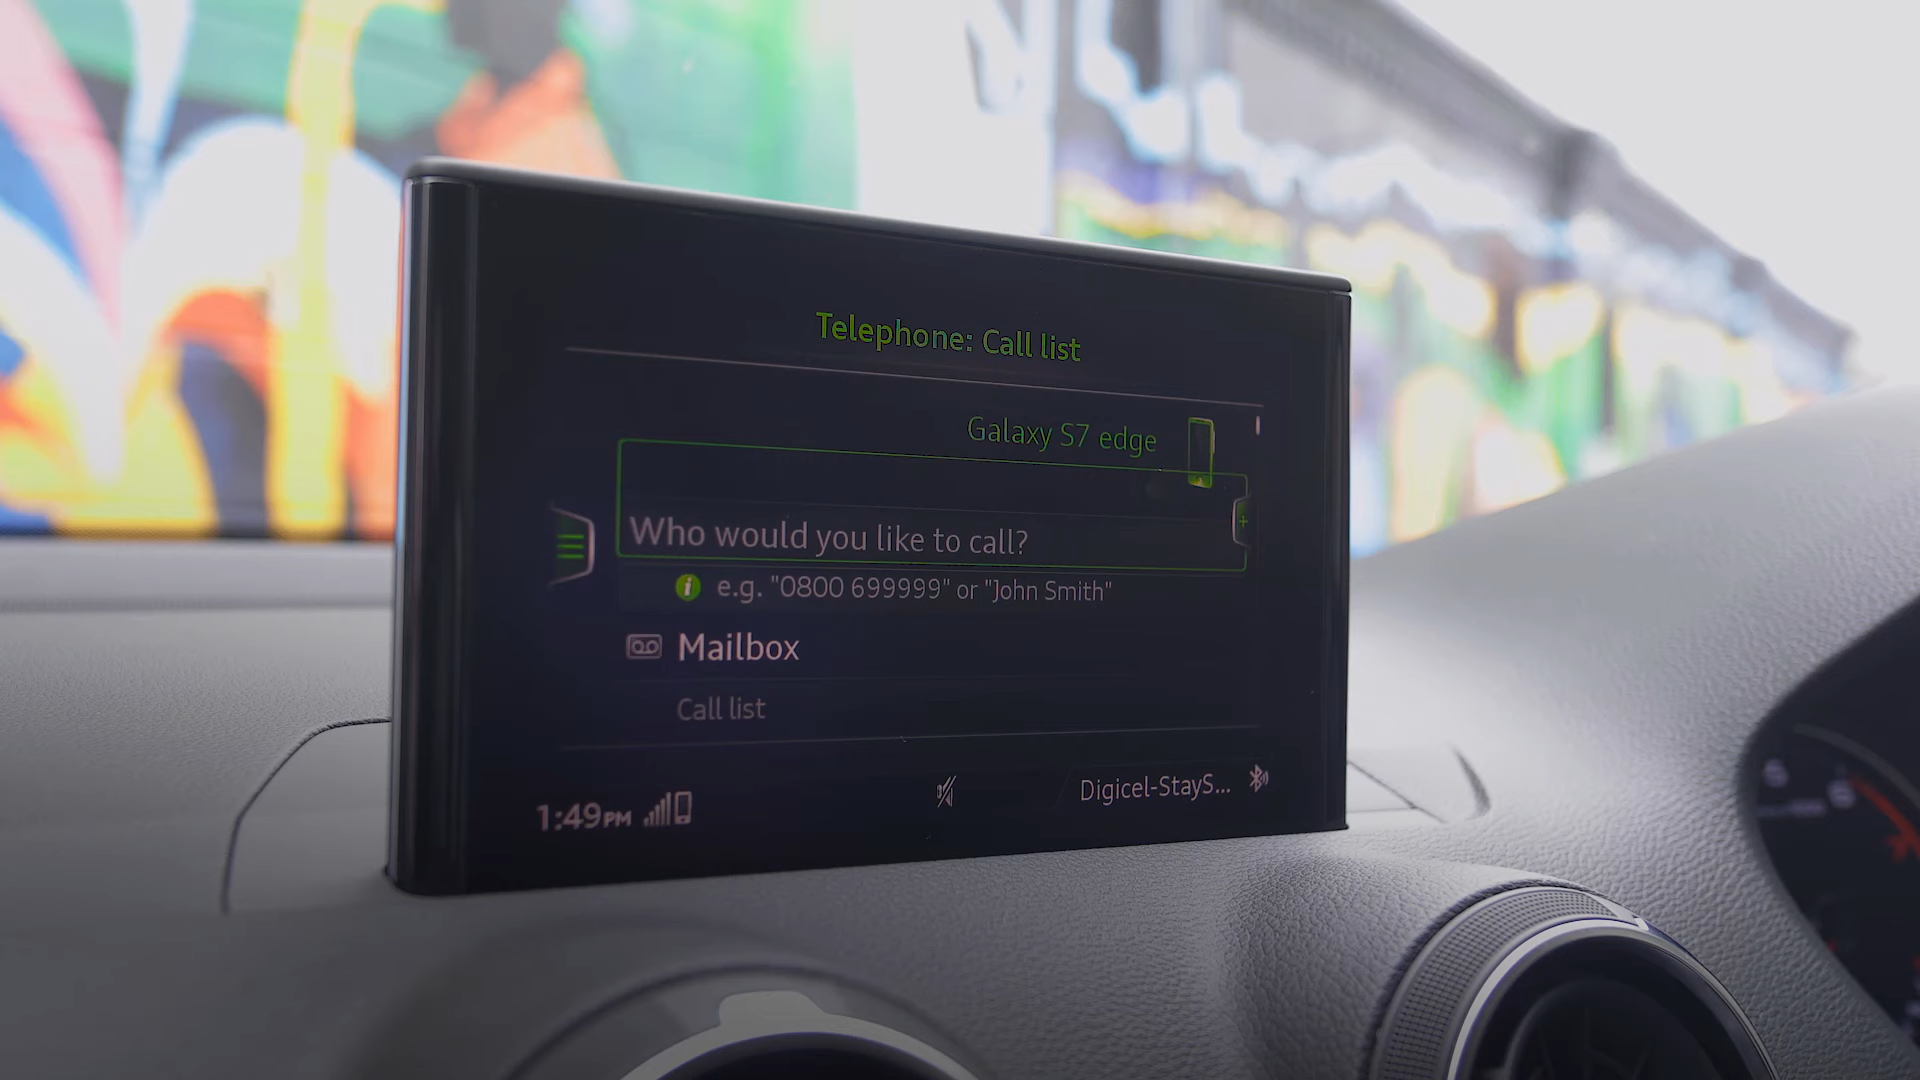 Telephone: Call list
Galaxy S7 edge
Who would you like to call?
e.g. "0800 699999" or "John Smith"
Mailbox
Call list
1:49PM
Digicel-StayS...